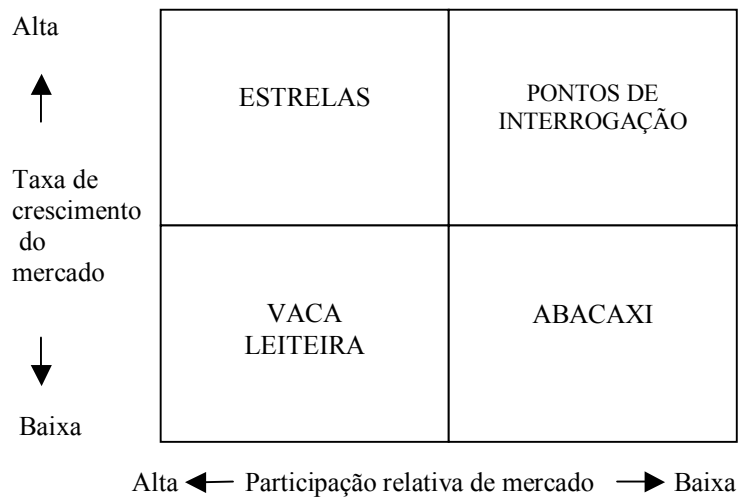 Alta
ESTRELAS
PONTOS DE
INTERROGAÇÃO
Taxa de
crescimento
do
mercado
VACA
LEITEIRA
ABACAXI
Baixa
Alta Participação relativa de mercado Baixa